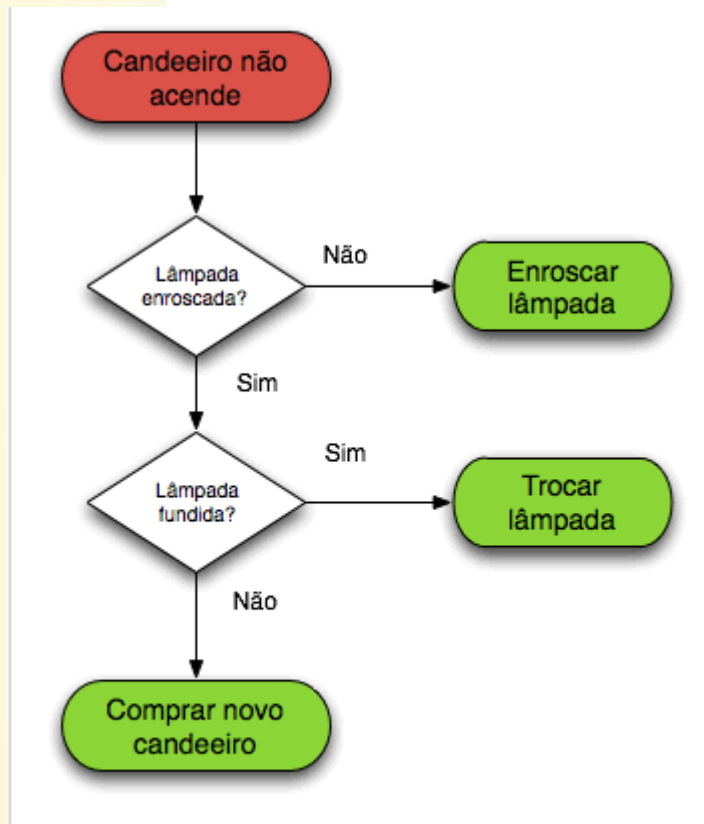 Candeeiro não
acende
Lâmpada
enroscada?
Não
Enroscar
lâmpada
Sim
Lâmpada
fundida?
Sim
Trocar
lâmpada
Não
Comprar novo
candeeiro